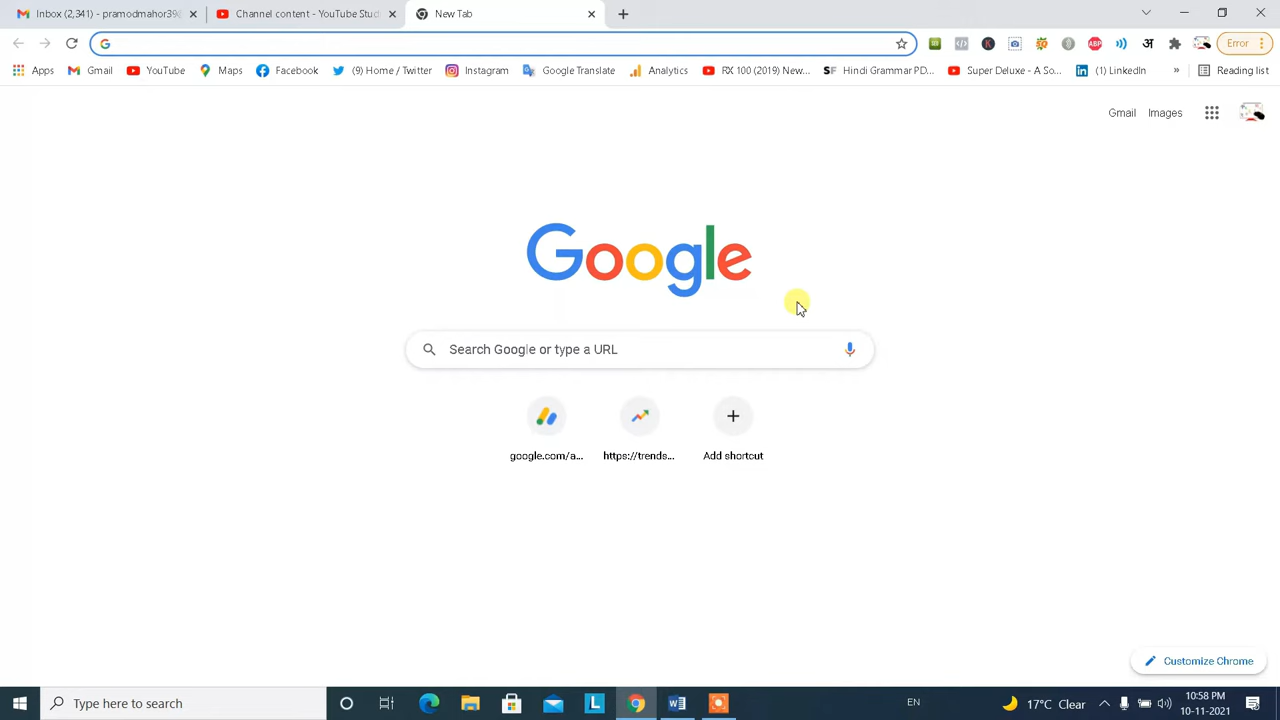 Inbox (2,341) - pramodmahor39@
Channel content - YouTube Studi
New Tab
Error
Apps
Gmail
YouTube
Maps
Facebook
(9) Home / Twitter
Instagram
Google Translate
Analytics
RX 100 (2019) New...
SF Hindi Grammar PD...
Super Deluxe - A So...
(1) LinkedIn
»
Reading list
Gmail Images
Google
Search Google or type a URL
google.com/a...
https://trends...
Add shortcut
Customize Chrome
Type here to search
EN
17°C Clear
10:58 PM
10-11-2021
ABP
अ